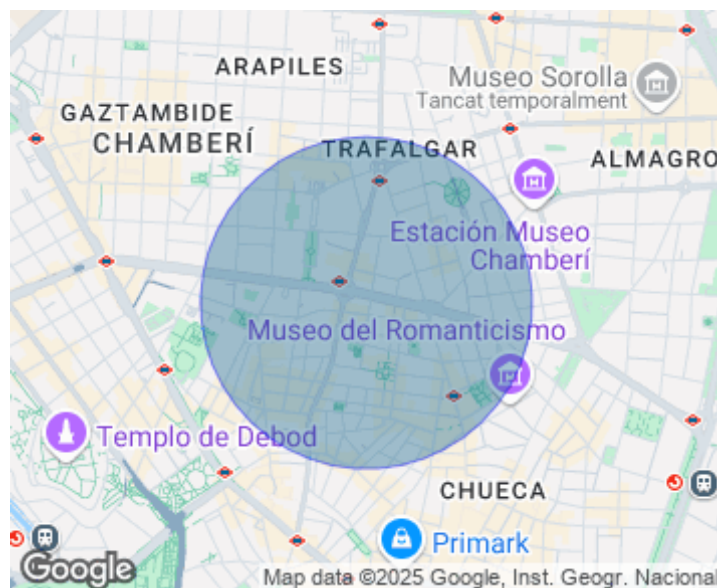 ARAPILES
Museo Sorolla
Tancat temporalment
GAZTAMBIDE
CHAMBERÍ
TRAFALGAR
ALMAGRO
Estación Museo
Chamberí
Museo del Romanticismo
Templo de Debod
CHUECA
Primark
Google
Map data ©2025 Google, Inst. Geogr. Nacional